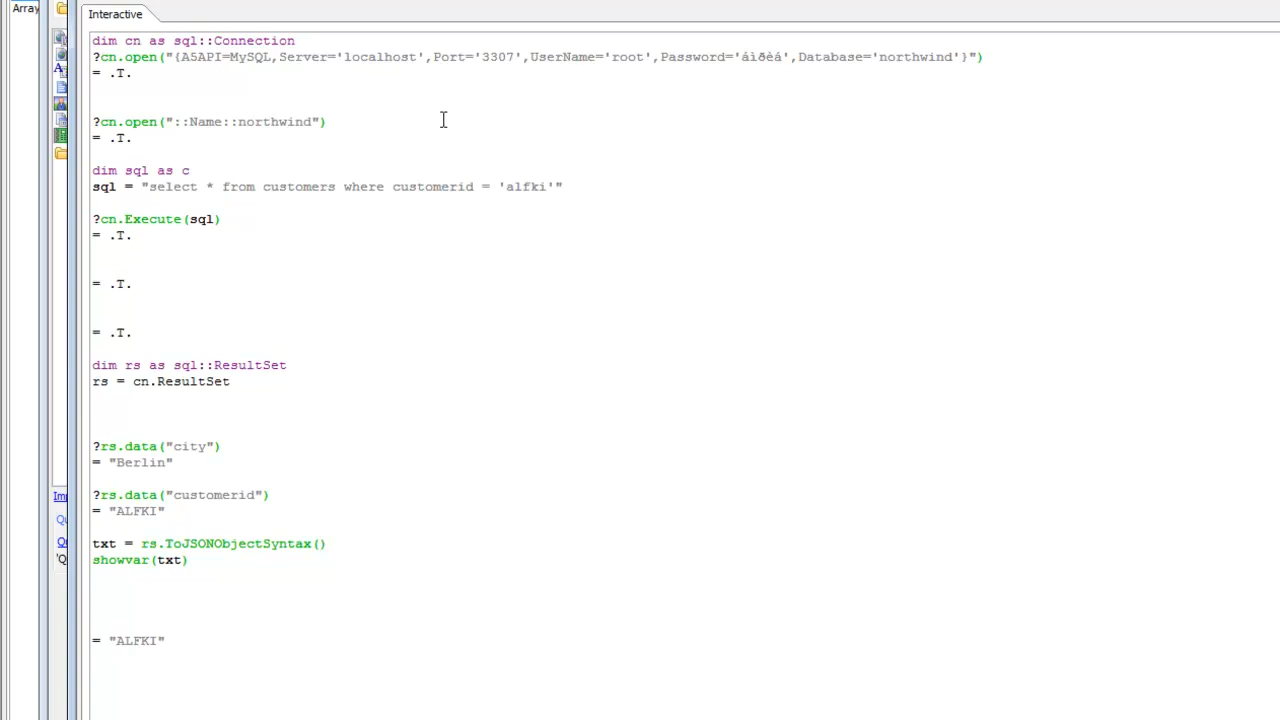 Array
Interactive
dim cn as sql::Connection
?cn.open("{A5API=MySQL,Server='localhost',Port='3307',UserName='root',Password='áìðèá',Database='northwind'}")
= .T.
?cn.open("::Name::northwind")
= .T.
dim sql as c
sql = "select * from customers where customerid = 'alfki'"
?cn.Execute(sql)
= .T.
= .T.
= .T.
dim rs as sql::ResultSet
rs = cn.ResultSet
?rs.data("city")
= "Berlin"
?rs.data("customerid")
= "ALFKI"
txt = rs.ToJSONObjectSyntax()
showvar(txt)
= "ALFKI"